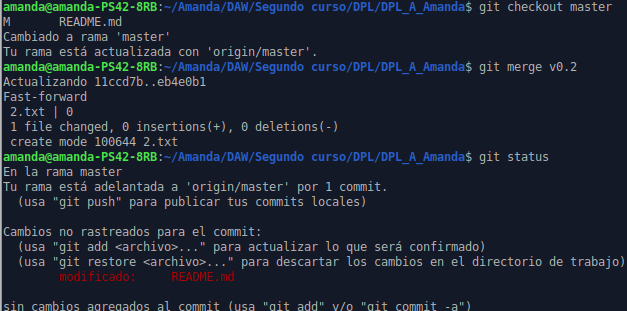 amanda@amanda-PS42-8RB:~/Amanda/DAW/Segundo curso/DPL/DPL_A_Amanda$ git checkout master
M       README.md
Cambiado a rama 'master'
Tu rama está actualizada con 'origin/master'.
amanda@amanda-PS42-8RB:~/Amanda/DAW/Segundo curso/DPL/DPL_A_Amanda$ git merge v0.2
Actualizando 11ccd7b..eb4e0b1
Fast-forward
 2.txt | 0
 1 file changed, 0 insertions(+), 0 deletions(-)
 create mode 100644 2.txt
amanda@amanda-PS42-8RB:~/Amanda/DAW/Segundo curso/DPL/DPL_A_Amanda$ git status
En la rama master
Tu rama está adelantada a 'origin/master' por 1 commit.
  (usa "git push" para publicar tus commits locales)

Cambios no rastreados para el commit:
  (usa "git add <archivo>..." para actualizar lo que será confirmado)
  (usa "git restore <archivo>..." para descartar los cambios en el directorio de trabajo)
        modificado:     README.md

sin cambios agregados al commit (usa "git add" y/o "git commit -a")